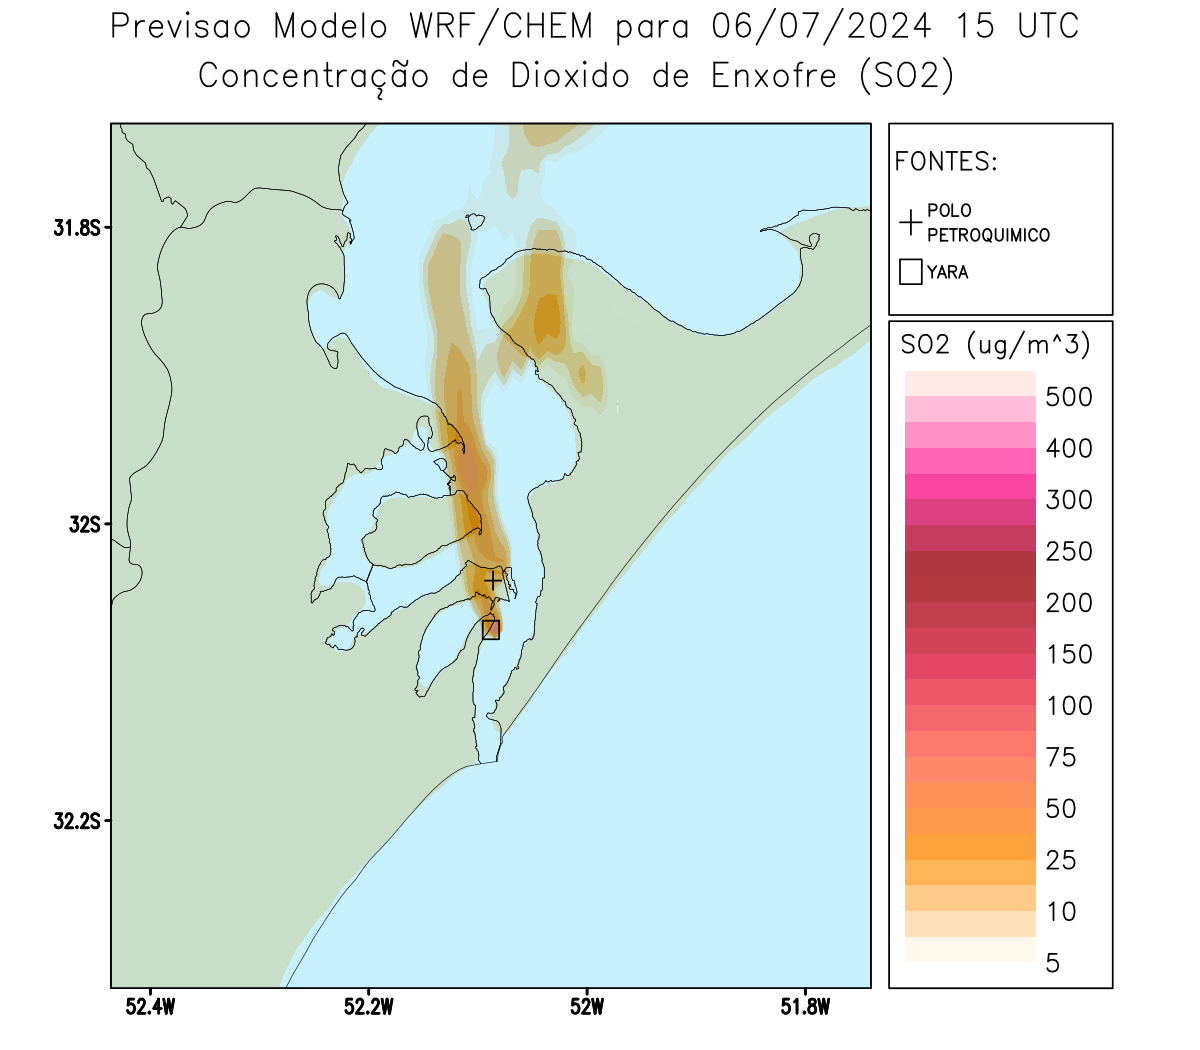 Previsao Modelo WRF/CHEM para 06/07/2024 15 UTC
Concentração de Dioxido de Enxofre (SO2)
FONTES:
POLO
PETROQUIMICO
YARA
SO2 (ug/m^3)
500
400
300
250
200
150
100
75
50
25
10
5
31.8S
32S
32.2S
52.4W
52.2W
52W
51.8W